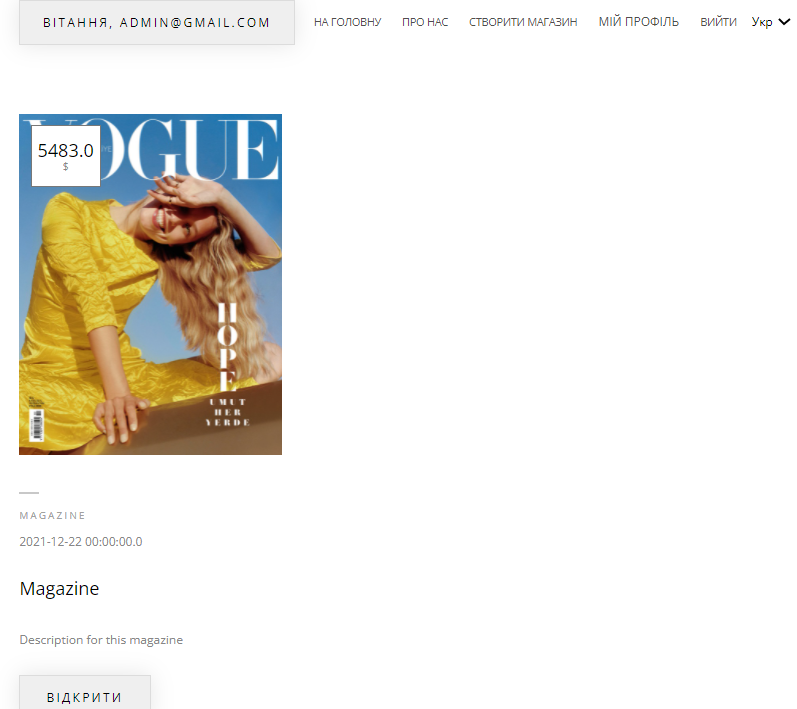 ВІТАННЯ, ADMIN@GMAIL.COM
НА ГОЛОВНУ
ПРО НАС
СТВОРИТИ МАГАЗИН
МІЙ ПРОФІЛЬ
ВИЙТИ
Укр
VOGUE
5483.0
$
HOPE
UMUT
HER
YERDE
MAGAZINE
2021-12-22 00:00:00.0
Magazine
Description for this magazine
ВІДКРИТИ